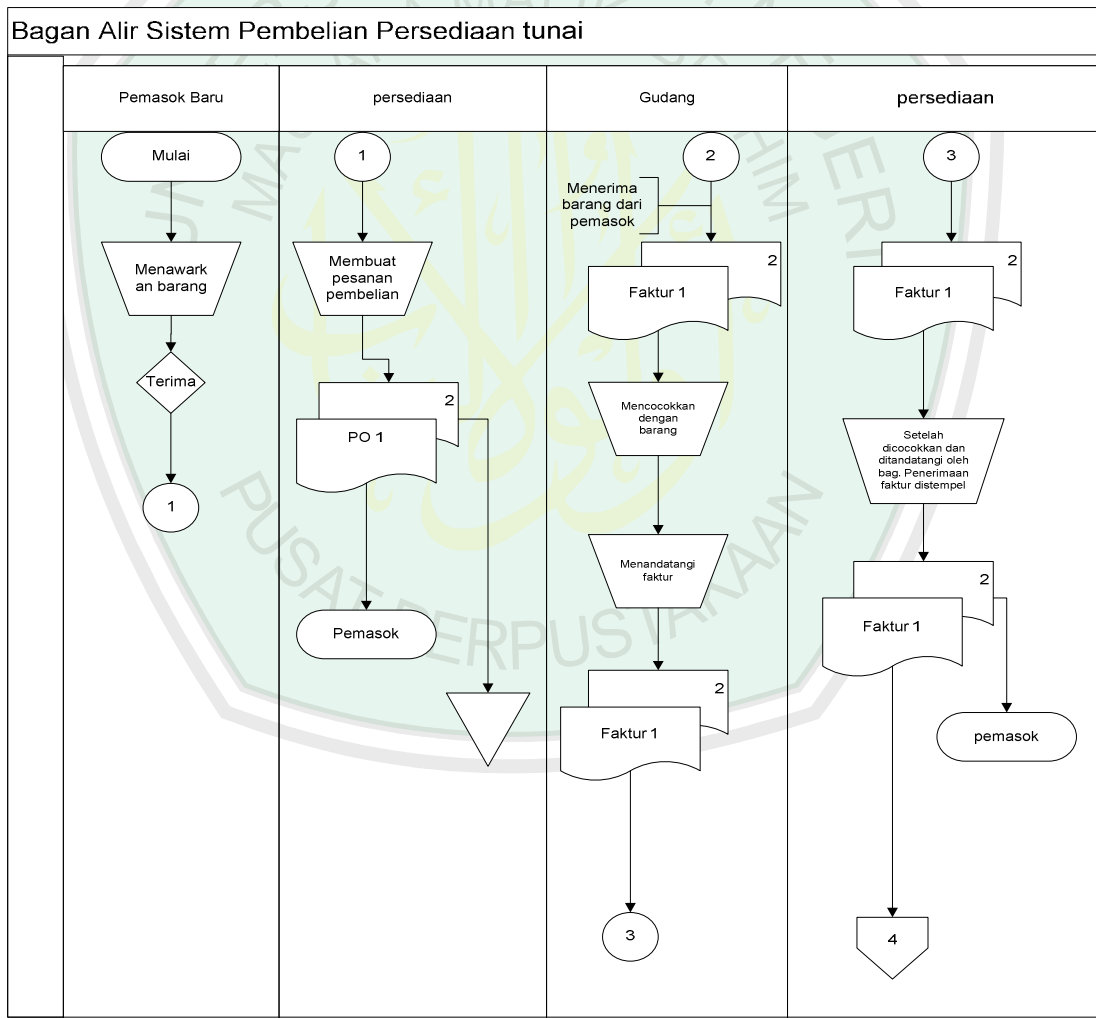 Bagan Alir Sistem Pembelian Persediaan tunai
Pemasok Baru
persediaan
Gudang
persediaan
Mulai
Menawark
an barang
Terima
1
1
Membuat
pesanan
pembelian
2
PO 1
Pemasok
2
Menerima
barang dari
pemasok
2
Faktur 1
Mencocokkan
dengan
barang
Menandatangi
faktur
2
Faktur 1
3
3
2
Faktur 1
Setelah
dicocokkan dan
ditandatangi oleh
bag. Penerimaan
faktur distempel
2
Faktur 1
pemasok
4
PUSAT PERPUSTAKAAN